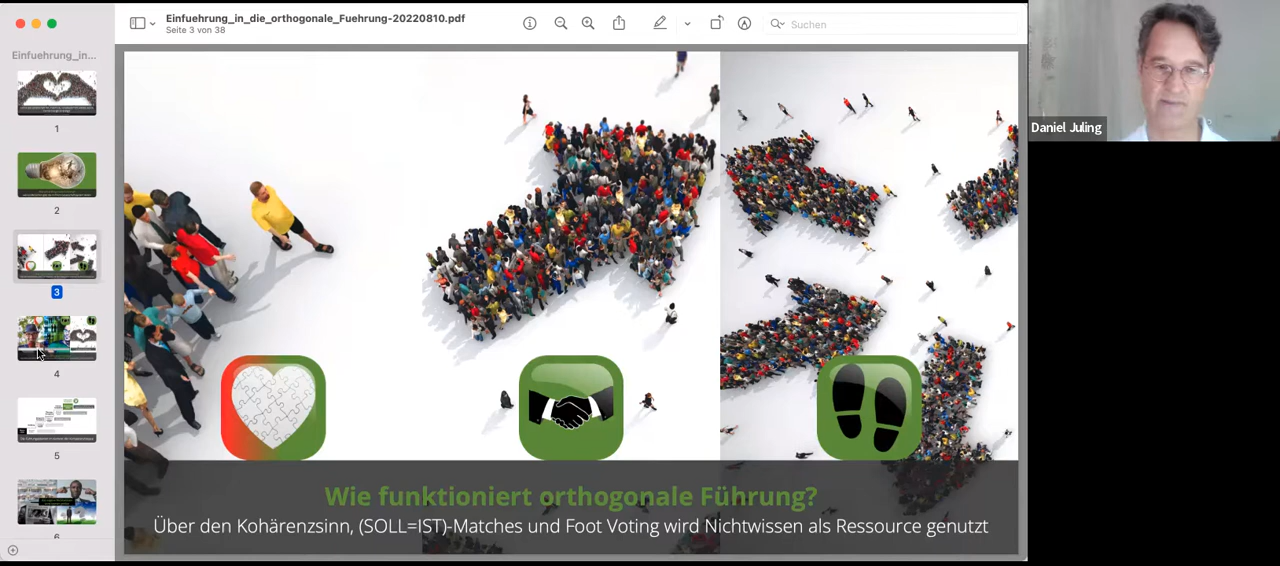 Einfuehrung_in_die_orthogonale_Fuehrung-20220810.pdf
Seite 3 von 38
Suchen
Einfuehrung_in...
1
2
3
4
5
6
Daniel Juling
Wie funktioniert orthogonale Führung?
Über den Kohärenzsinn, (SOLL=IST)-Matches und Foot Voting wird Nichtwissen als Ressource genutzt